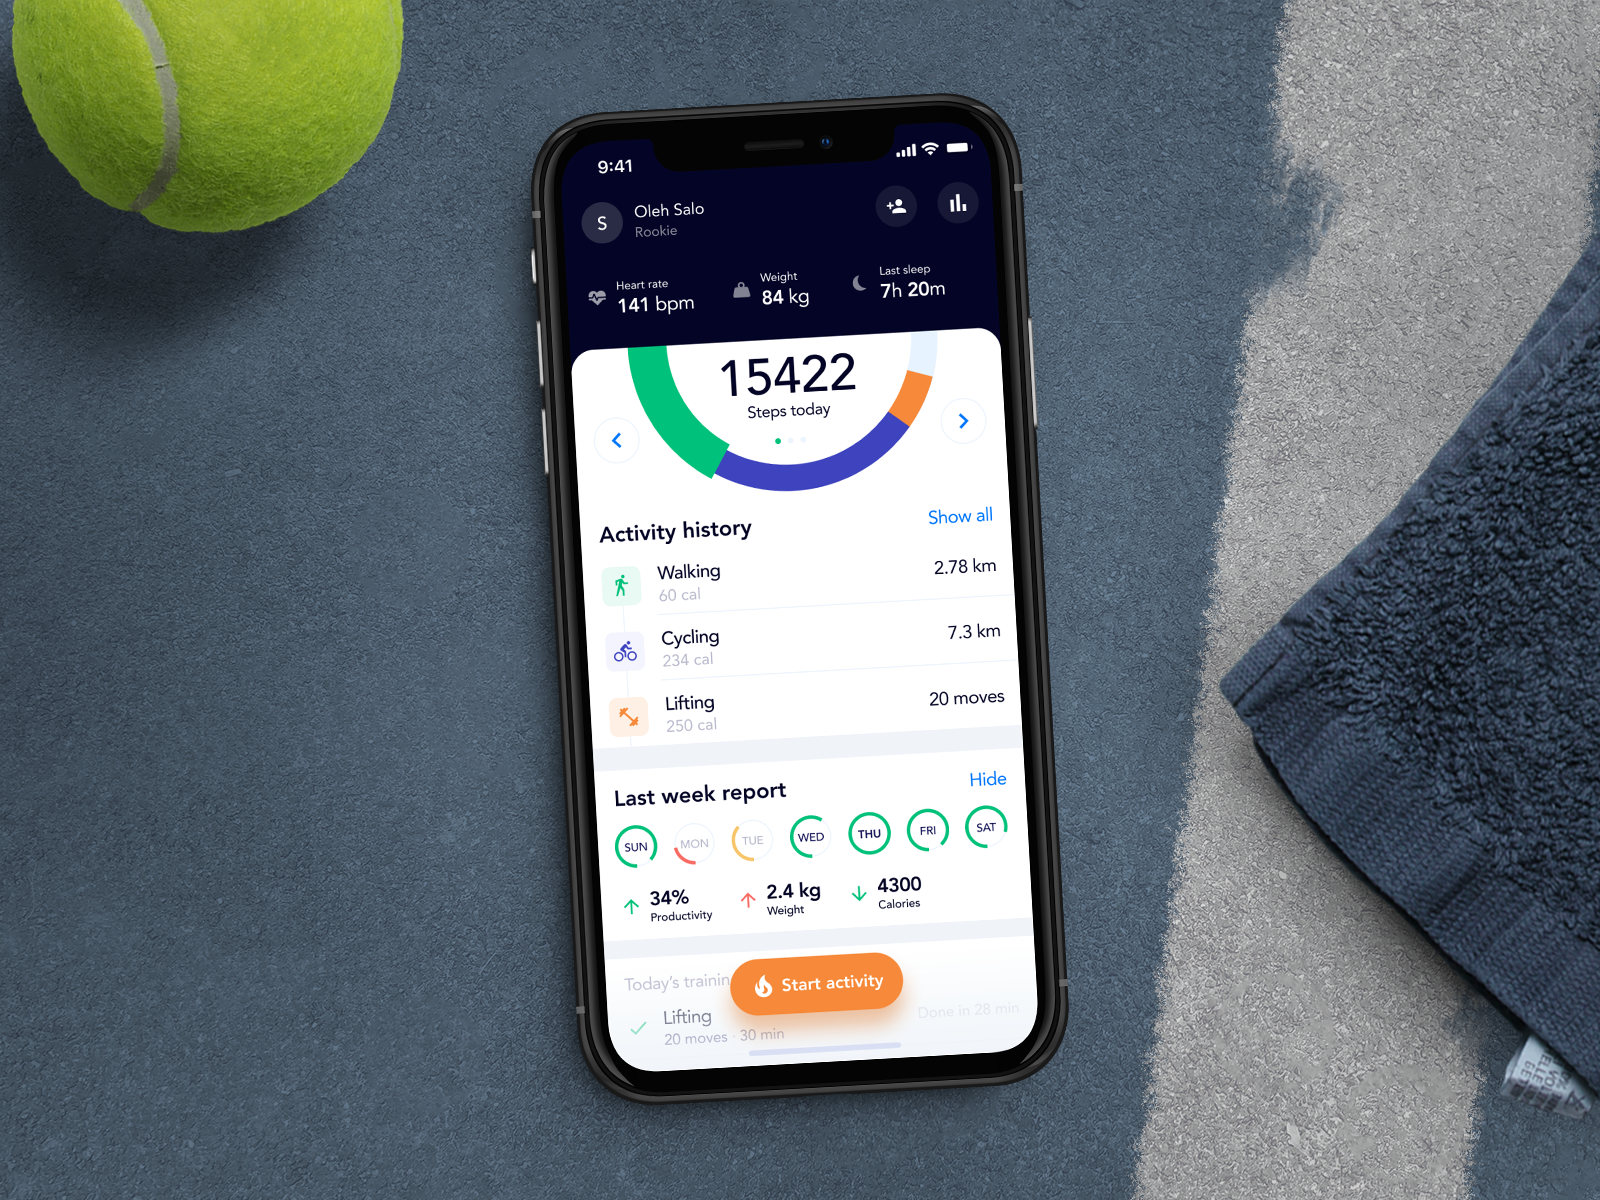 9:41
S
Oleh Salo
Rookie
Heart rate
141 bpm
Weight
84 kg
Last sleep
7h 20m
15422
Steps today
Activity history
Show all
Walking
60 cal
2.78 km
Cycling
234 cal
7.3 km
Lifting
250 cal
20 moves
Last week report
Hide
SUN MON TUE WED THU FRI SAT
34%
Productivity
2.4 kg
Weight
4300
Calories
Today's trainin
Start activity
Lifting
20 moves · 30 min
Done in 28 min